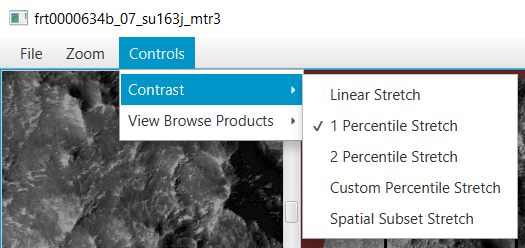 frt0000634b_07_su163j_mtr3
File Zoom Controls
Contrast
View Browse Products
Linear Stretch
✓ 1 Percentile Stretch
2 Percentile Stretch
Custom Percentile Stretch
Spatial Subset Stretch